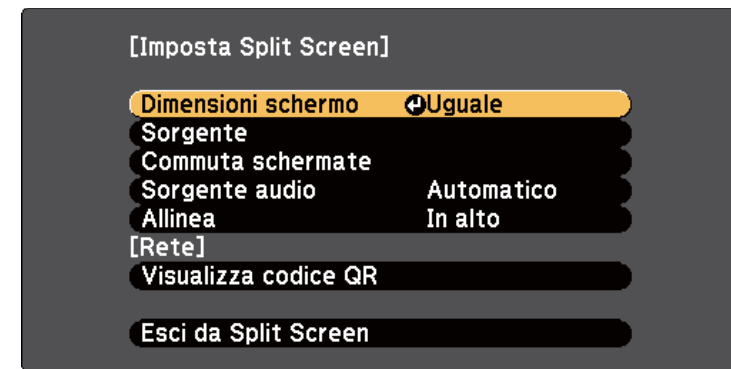 [Imposta Split Screen]
Dimensioni schermo Uguale
Sorgente
Commuta schermate
Sorgente audio Automatico
Allinea In alto
[Rete]
Visualizza codice QR
Esci da Split Screen